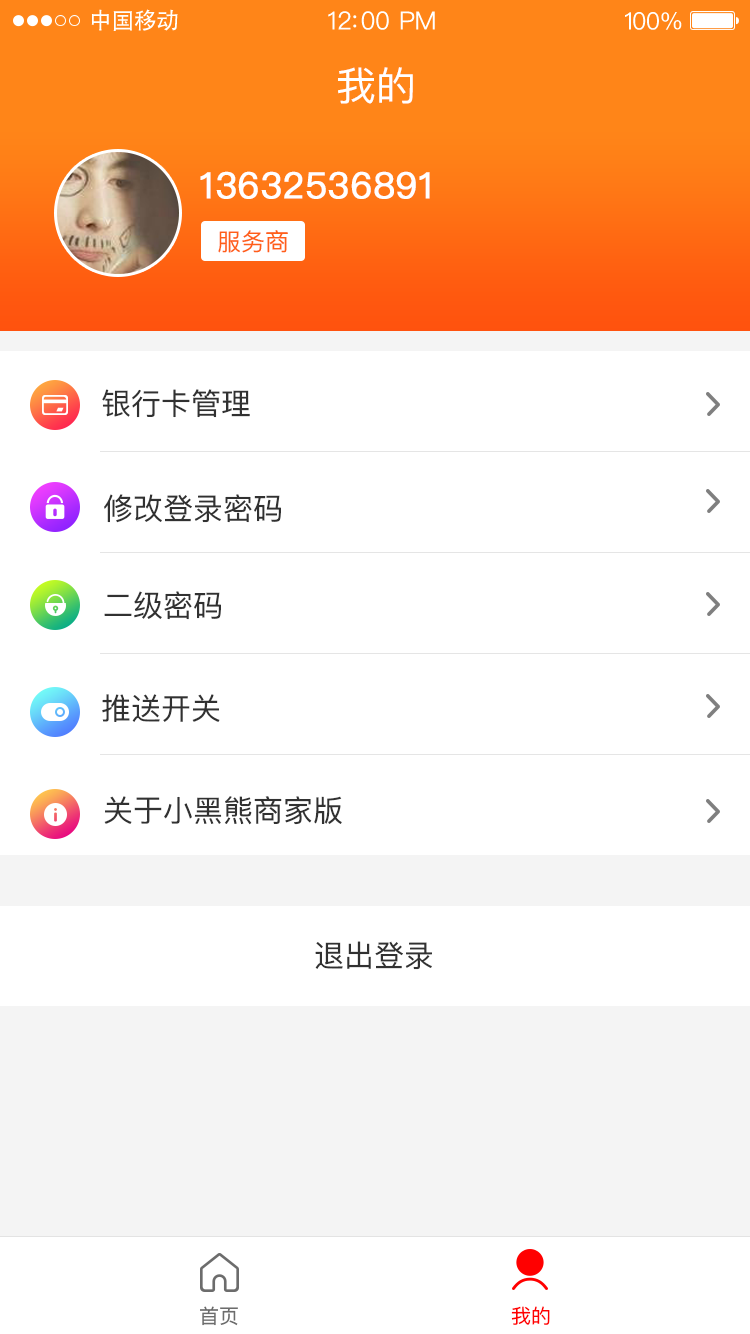 中国移动 12:00 PM 100%
我的
13632536891
服务商
银行卡管理
修改登录密码
二级密码
推送开关
关于小黑熊商家版
退出登录
首页 我的